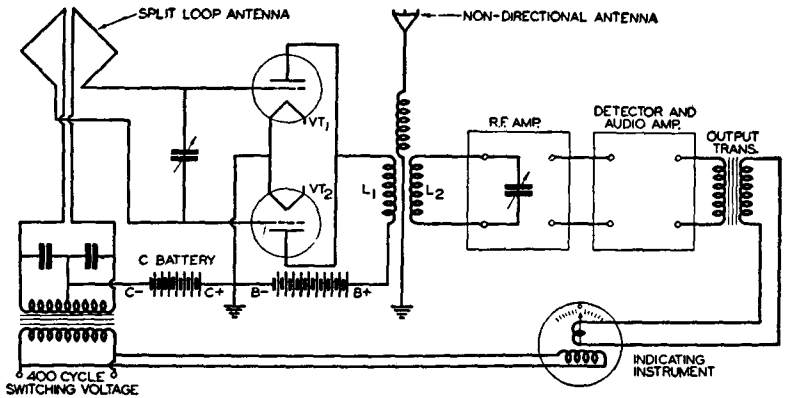 SPLIT LOOP ANTENNA
NON-DIRECTIONAL ANTENNA
VT1
VT2
L1
L2
R.F. AMP.
DETECTOR AND
AUDIO AMP.
OUTPUT
TRANS.
C BATTERY
C-
C+
B-
B+
400 CYCLE
SWITCHING VOLTAGE
INDICATING
INSTRUMENT